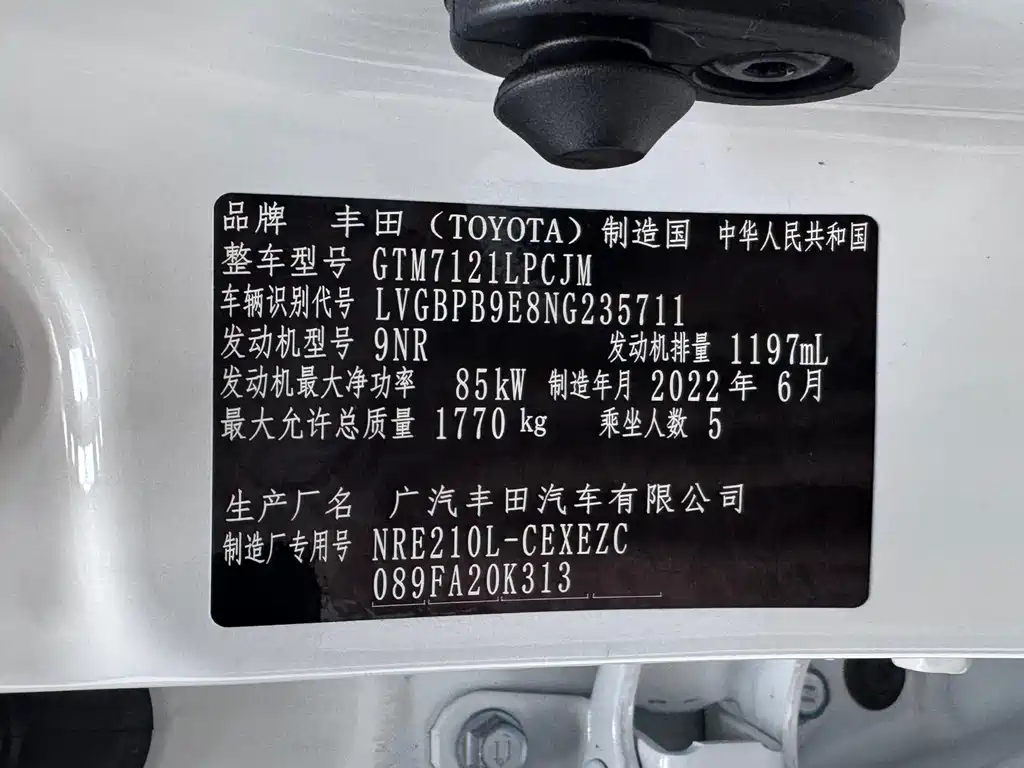 品牌 丰田（TOYOTA）制造国 中华人民共和国
整车型号 GTM7121LPCJM
车辆识别代号 LVGBPB9E8NG235711
发动机型号 9NR 发动机排量 1197mL
发动机最大净功率 85kW 制造年月 2022年 6月
最大允许总质量 1770 kg 乘坐人数 5
生产厂名 广汽丰田汽车有限公司
制造厂专用号 NRE210L-CEXEZC
089FA20K313